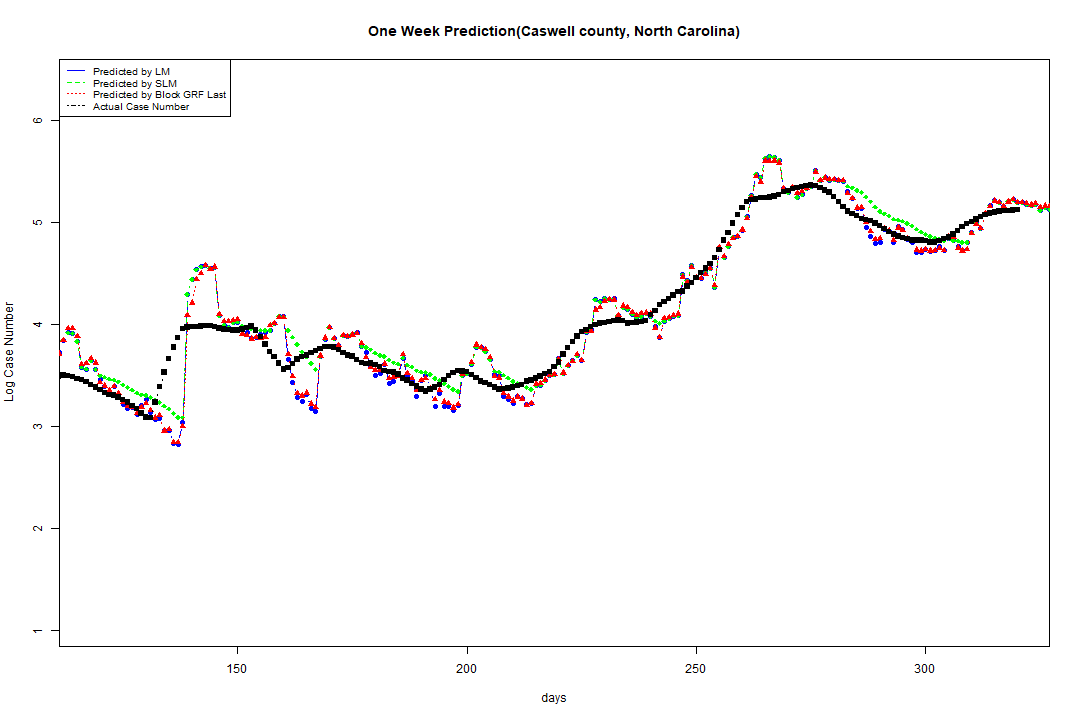 One Week Prediction(Caswell county, North Carolina)
Predicted by LM
Predicted by SLM
Predicted by Block GRF Last
Actual Case Number
Log Case Number
6
5
4
3
2
1
150
200
250
300
days